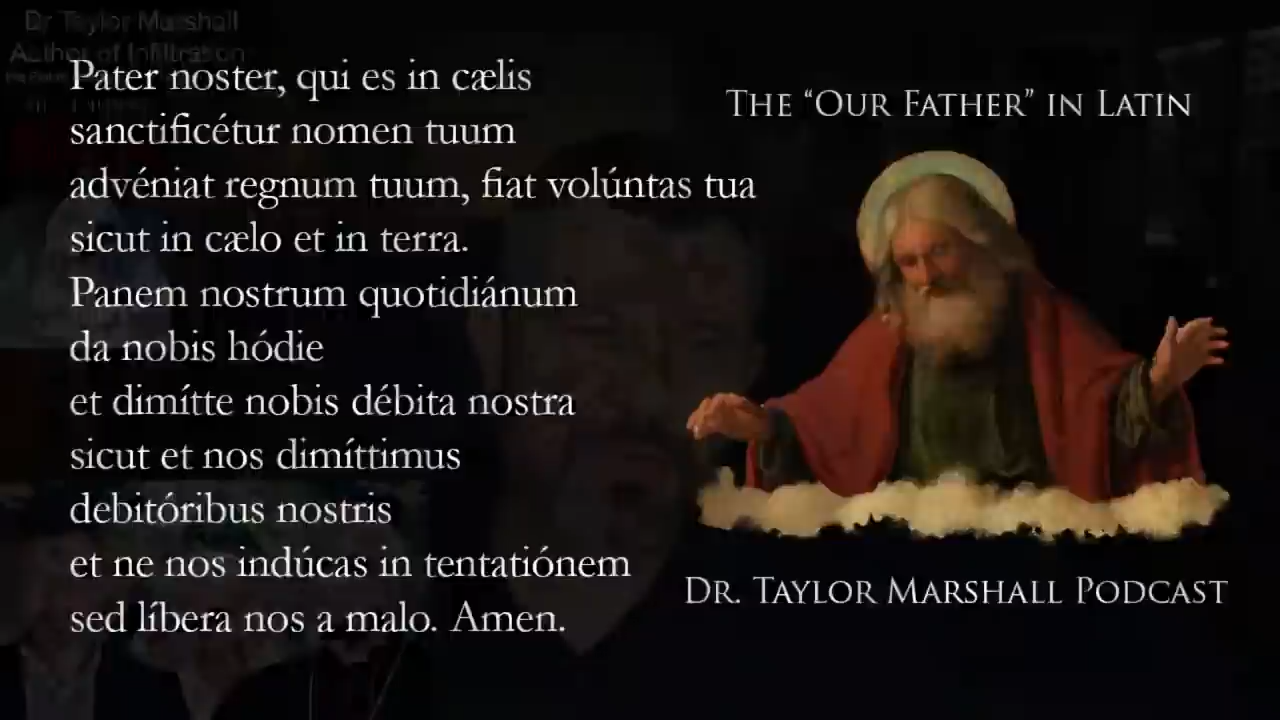 Dr Taylor Marshall
Author of Infiltration
Pater noster, qui es in cælis
sanctificétur nomen tuum
advéniat regnum tuum, fiat volúntas tua
sicut in cælo et in terra.
Panem nostrum quotidiánum
da nobis hódie
et dimítte nobis débita nostra
sicut et nos dimíttimus
debitóribus nostris
et ne nos indúcas in tentatiónem
sed líbera nos a malo. Amen.
The “Our Father” in Latin
Dr. Taylor Marshall Podcast